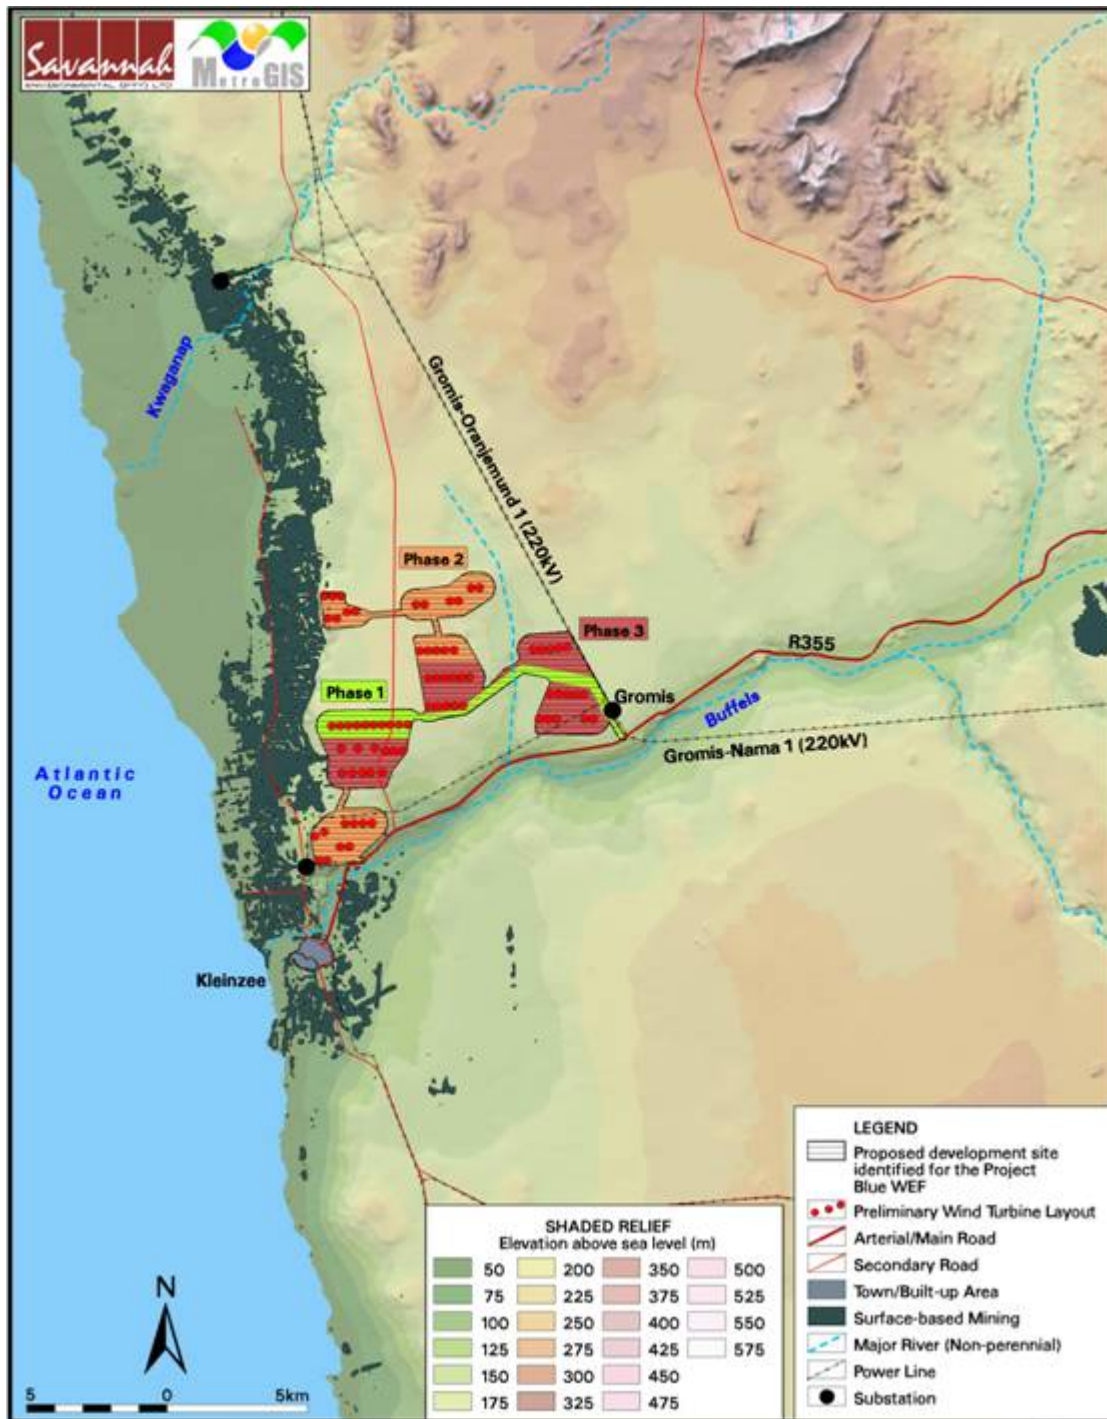 Savannah
ENVIRONMENTAL (PTY) LTD
MetroGIS
Kwaganap
Gromis-Oranjemund 1 (220kV)
Phase 2
Phase 3
R355
Phase 1
Gromis
Buffels
Gromis-Nama 1 (220kV)
Atlantic
Ocean
Kleinzee
LEGEND
Proposed development site
identified for the Project
Blue WEF
Preliminary Wind Turbine Layout
Arterial/Main Road
Secondary Road
Town/Built-up Area
Surface-based Mining
Major River (Non-perennial)
Power Line
Substation
SHADED RELIEF
Elevation above sea level (m)
50 200 350 500
75 225 375 525
100 250 400 550
125 275 425 575
150 300 450
175 325 475
N
5 0 5km